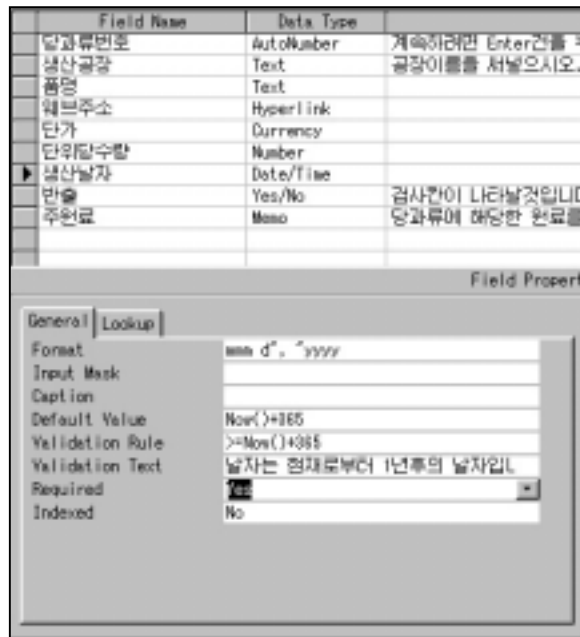 Field Name Data Type
당과류번호 AutoNumber 계속하려면 Enter건을
생산공장 Text 공장이름을 써넣으시오.
품명 Text
웨브주소 Hyperlink
단가 Currency
단위당수량 Number
생산날자 Date/Time
반출 Yes/No 검사칸이 나타날것입니
주원료 Memo 당과류에 해당한 원료를
Field Propert
General Lookup
Format mmm d", "yyyy
Input Mask
Caption
Default Value Now()+365
Validation Rule >=Now()+365
Validation Text 날자는 현재로부터 1년후의 날자입
Required Yes
Indexed No